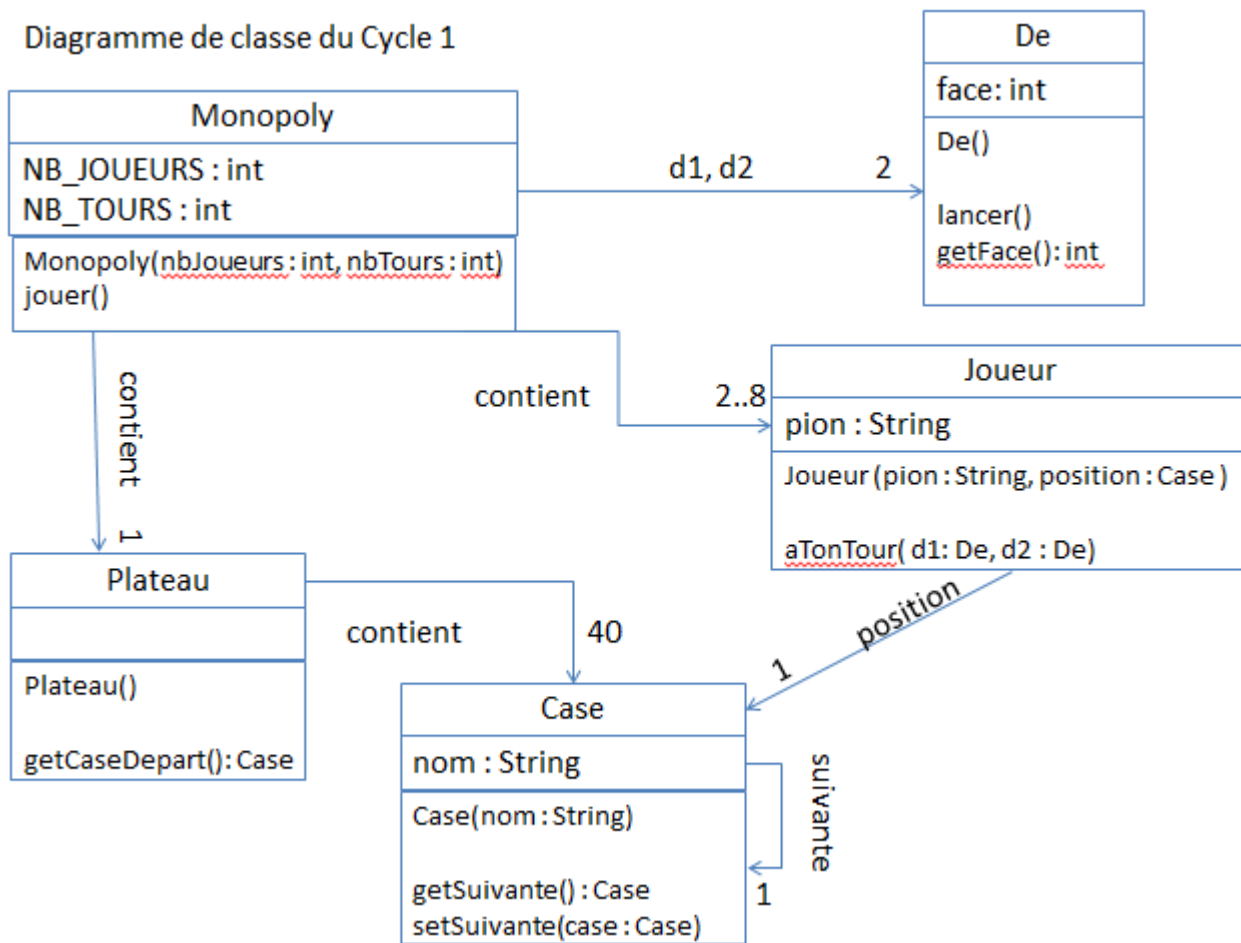 Diagramme de classe du Cycle 1
Monopoly
NB_JOUEURS : int
NB_TOURS : int
Monopoly(nbJoueurs : int, nbTours : int)
jouer()
d1, d2
2
De
face: int
De()
lancer()
getFace(): int
contient
2..8
Joueur
pion : String
Joueur (pion : String, position : Case )
aTonTour( d1: De, d2 : De)
contient
1
Plateau
Plateau()
getCaseDepart(): Case
contient
40
position
1
Case
nom : String
Case(nom : String)
getSuivante() : Case
setSuivante(case : Case)
suivante
1